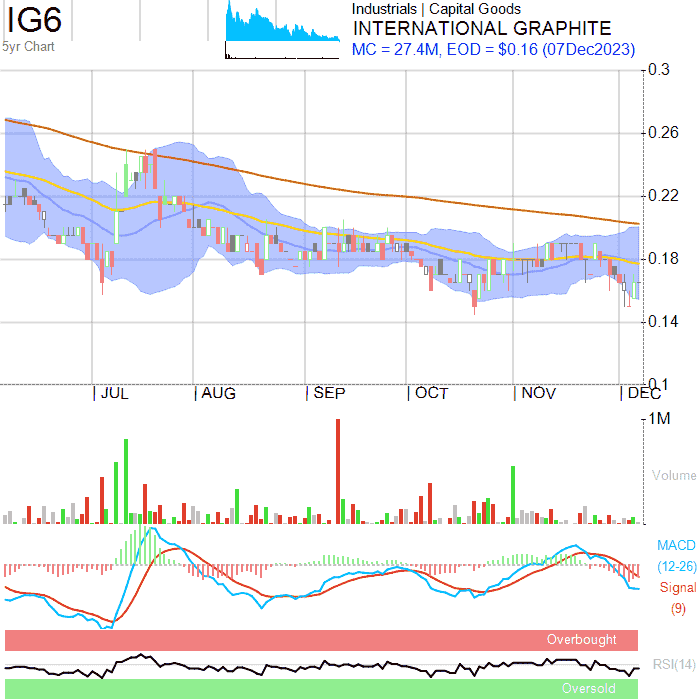 IG6
5yr Chart
Industrials | Capital Goods
INTERNATIONAL GRAPHITE
MC = 27.4M, EOD = $0.16 (07Dec2023)
0.3
0.26
0.22
0.18
0.14
0.1
JUL AUG SEP OCT NOV DEC
1M
Volume
MACD
(12-26)
Signal
(9)
Overbought
RSI(14)
Oversold